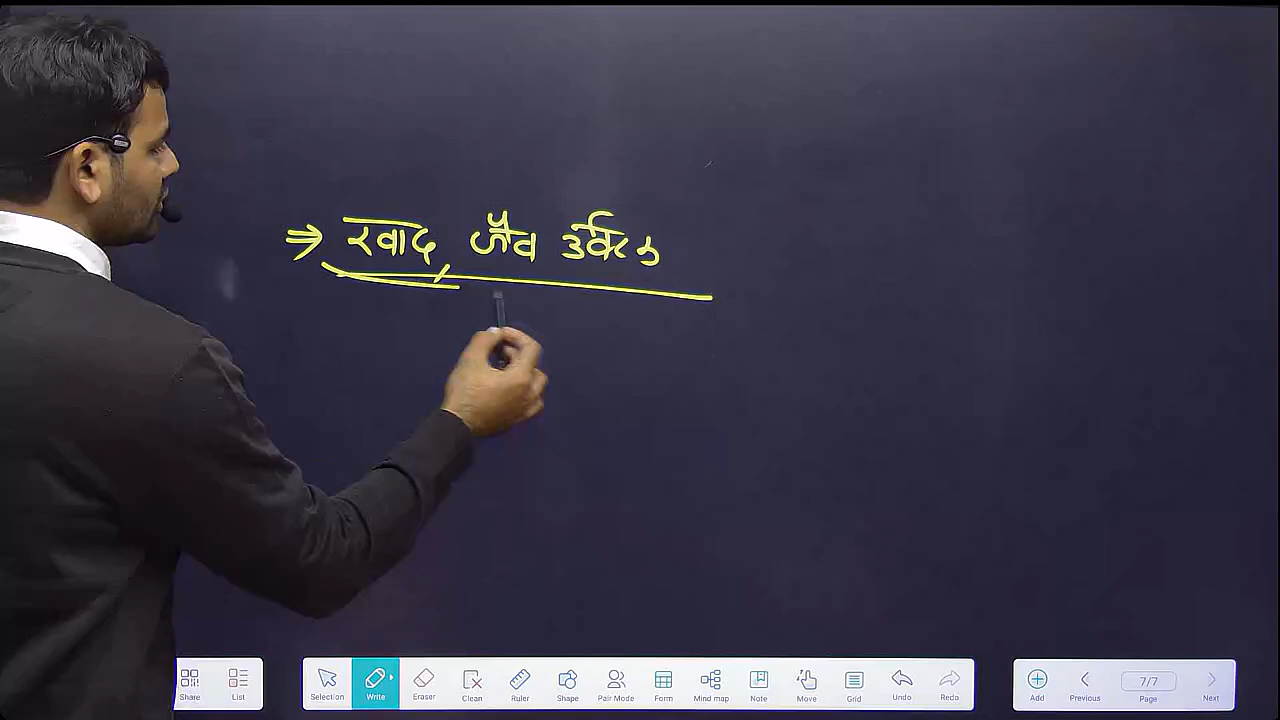 ⇒ खाद जैव उर्वरक
Share
List
Selection
Write
Eraser
Clean
Ruler
Shape
Pair Mode
Form
Mind map
Note
Move
Grid
Undo
Redo
Add
Previous
7/7
Page
Next